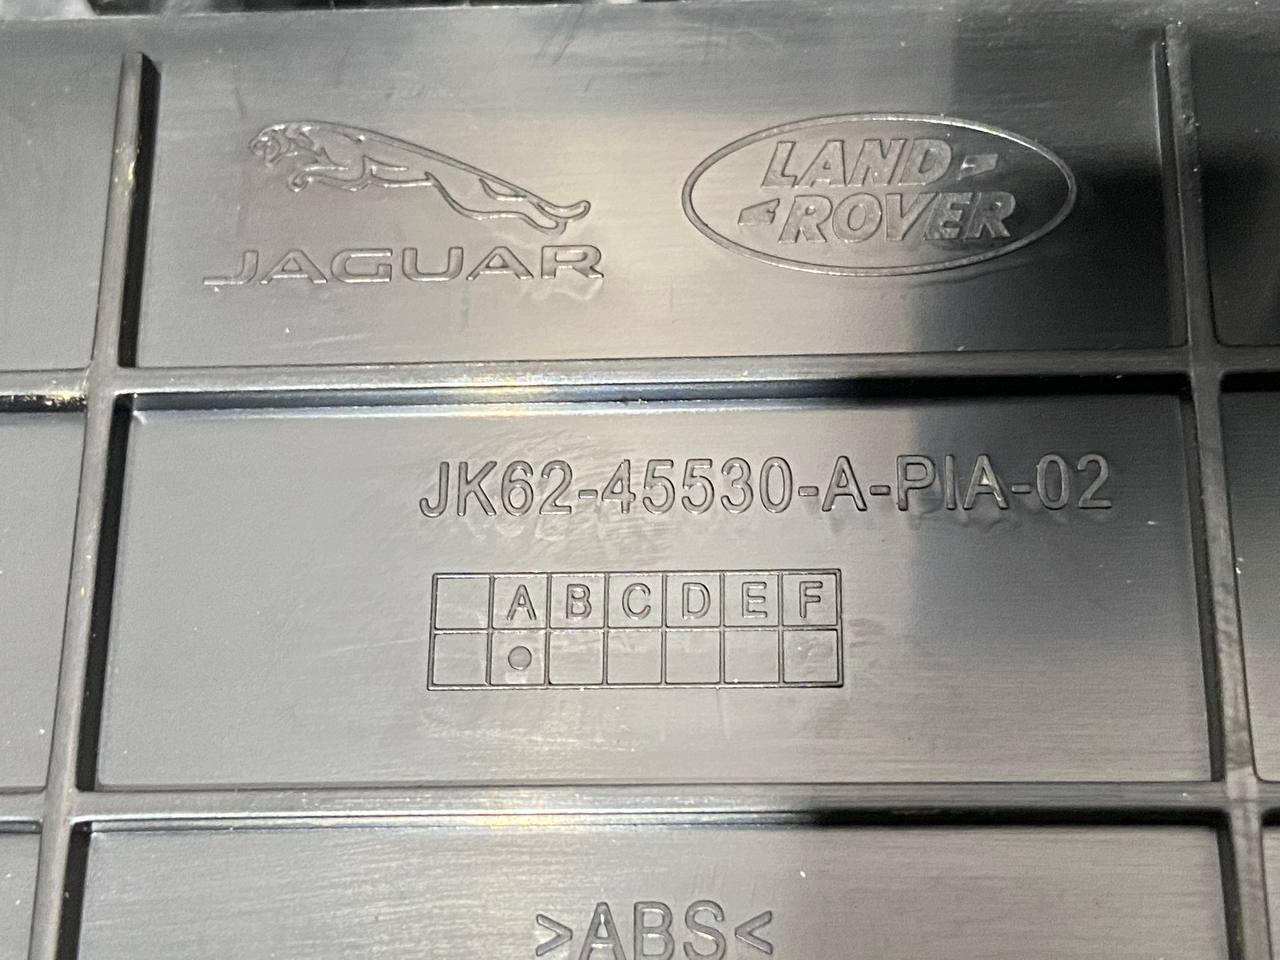 JAGUAR
LAND
ROVER
JK62-45530-A-PIA-02
A B C D E F
>ABS<